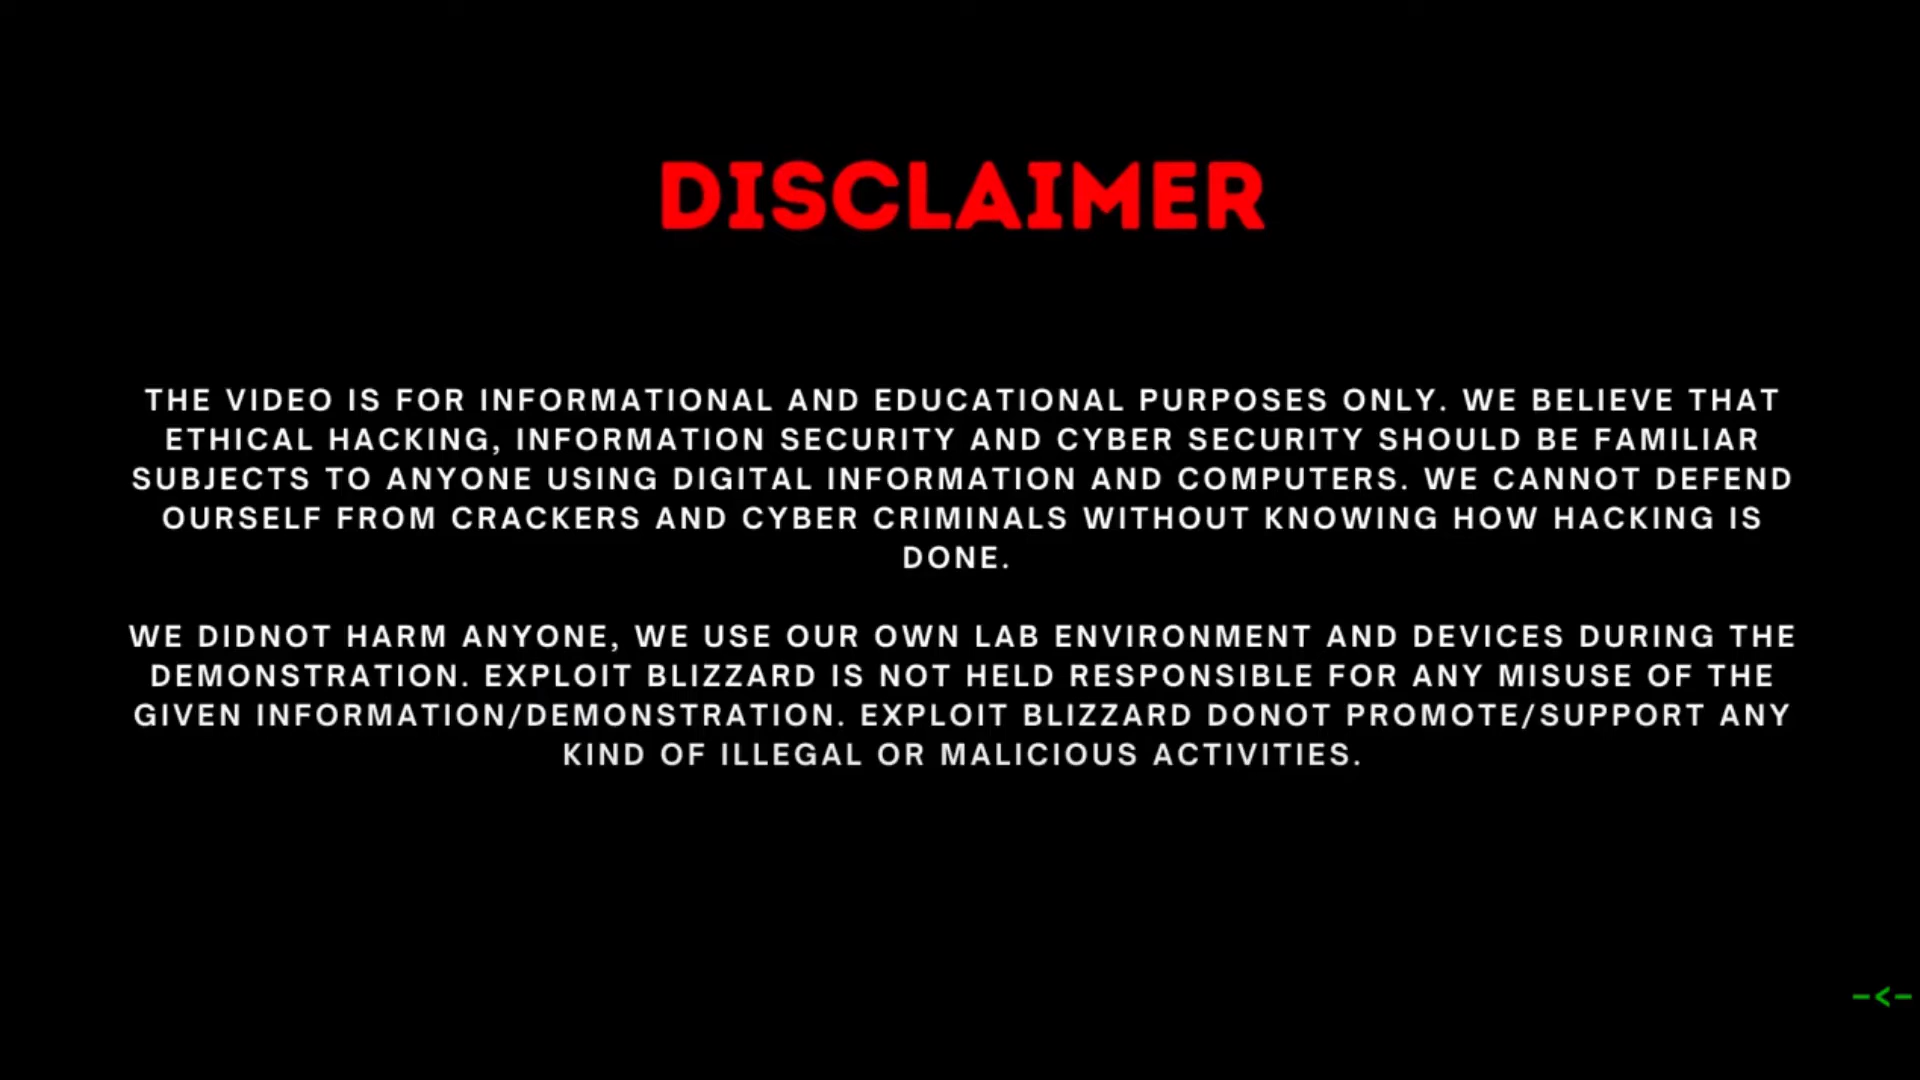 DISCLAIMER
THE VIDEO IS FOR INFORMATIONAL AND EDUCATIONAL PURPOSES ONLY. WE BELIEVE THAT
ETHICAL HACKING, INFORMATION SECURITY AND CYBER SECURITY SHOULD BE FAMILIAR
SUBJECTS TO ANYONE USING DIGITAL INFORMATION AND COMPUTERS. WE CANNOT DEFEND
OURSELF FROM CRACKERS AND CYBER CRIMINALS WITHOUT KNOWING HOW HACKING IS
DONE.
WE DIDNOT HARM ANYONE, WE USE OUR OWN LAB ENVIRONMENT AND DEVICES DURING THE
DEMONSTRATION. EXPLOIT BLIZZARD IS NOT HELD RESPONSIBLE FOR ANY MISUSE OF THE
GIVEN INFORMATION/DEMONSTRATION. EXPLOIT BLIZZARD DONOT PROMOTE/SUPPORT ANY
KIND OF ILLEGAL OR MALICIOUS ACTIVITIES.
-<-